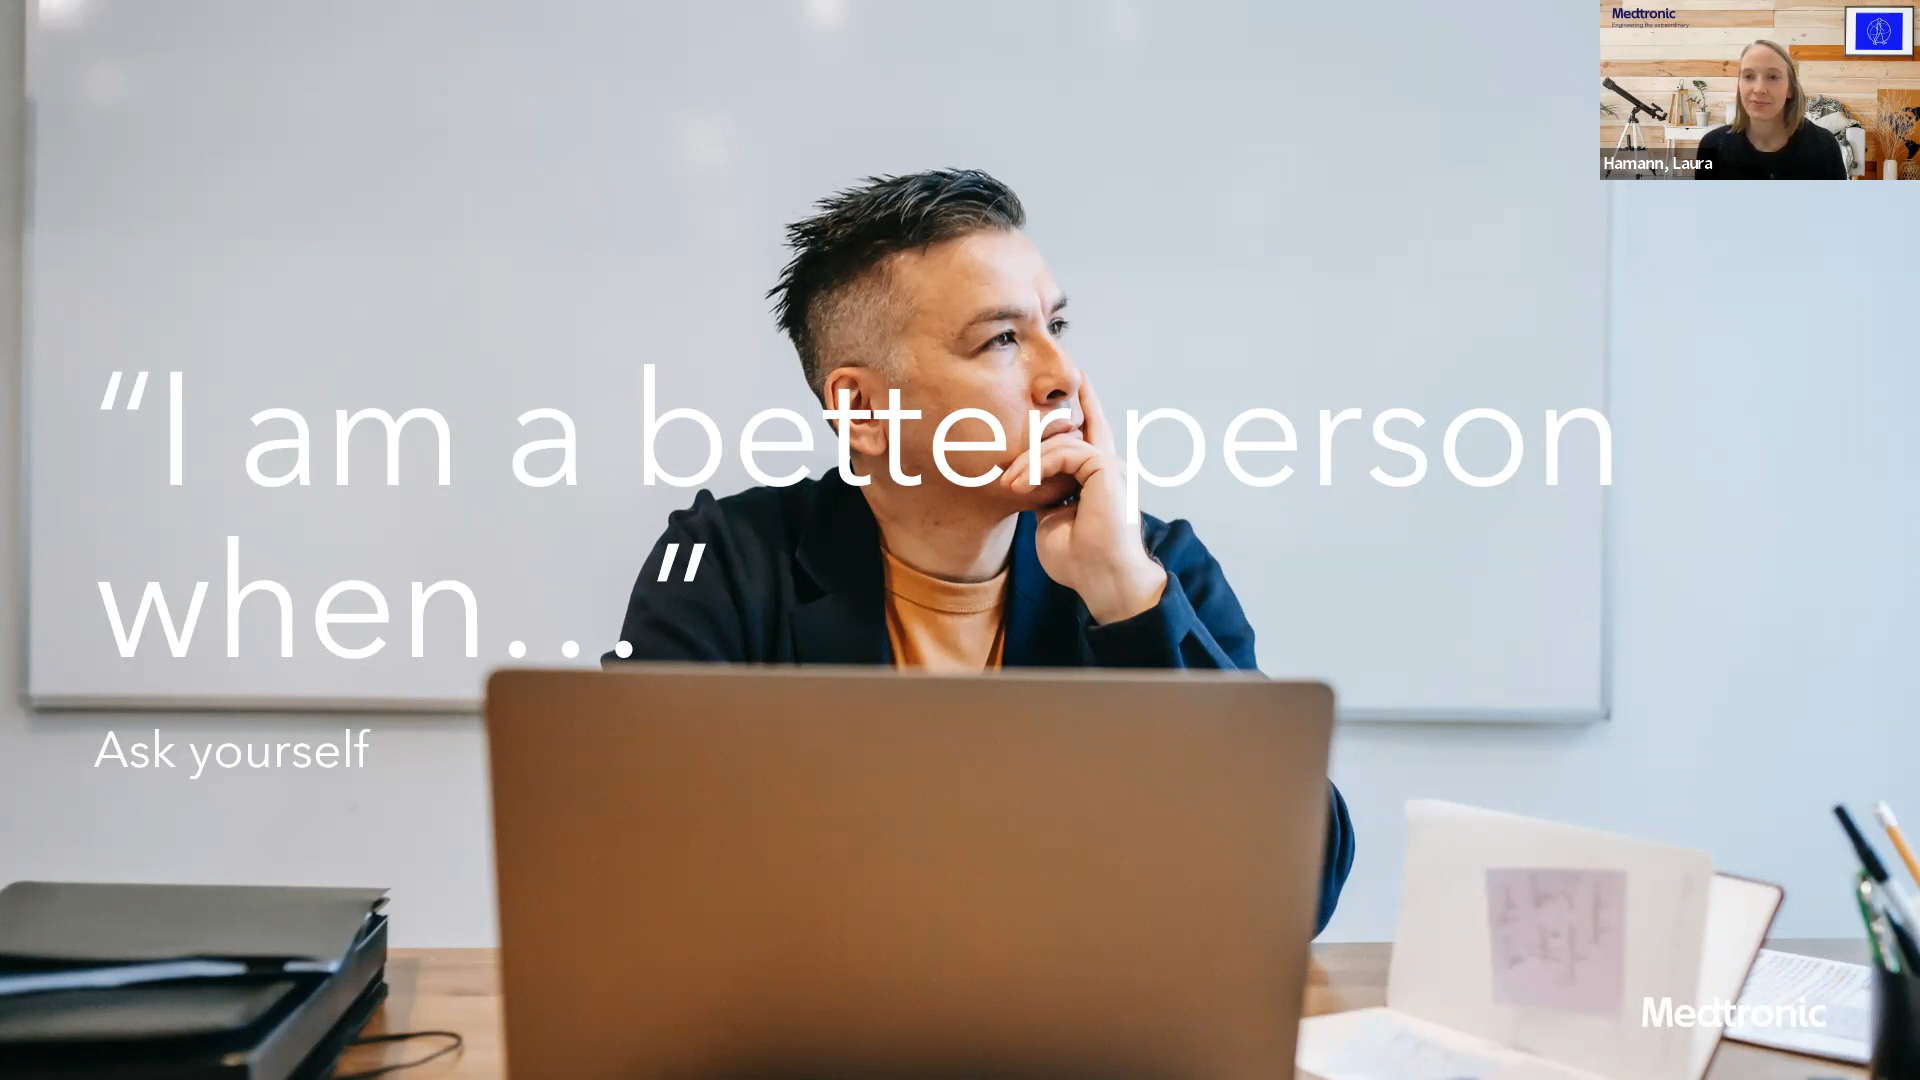 Medtronic
Engineering the extraordinary
Hamann, Laura
“I am a better person
when...”
Ask yourself
Medtronic